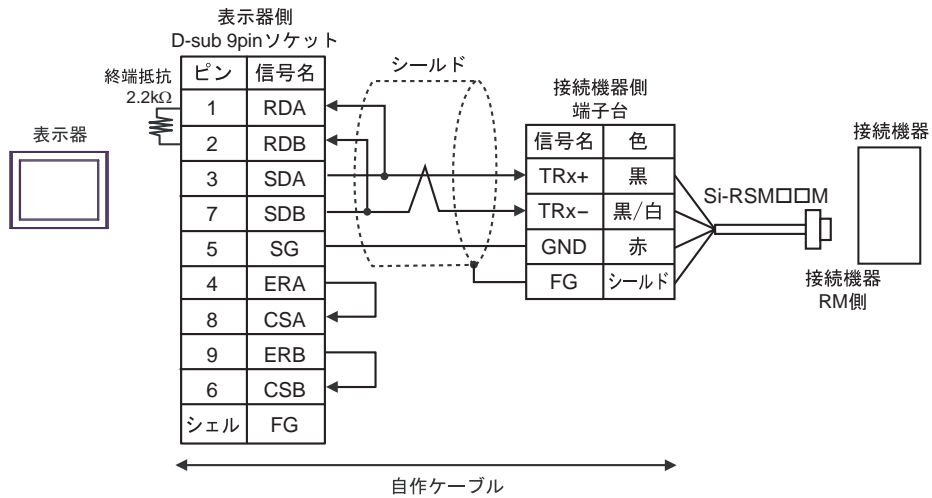 表示器側
D-sub 9pinソケット
終端抵抗
2.2kΩ
表示器
ピン 信号名
1 RDA
2 RDB
3 SDA
7 SDB
5 SG
4 ERA
8 CSA
9 ERB
6 CSB
シェル FG
シールド
接続機器側
端子台
信号名 色
TRx+ 黒
TRx− 黒/白
GND 赤
FG シールド
Si-RSM□□M
接続機器
接続機器
RM側
自作ケーブル